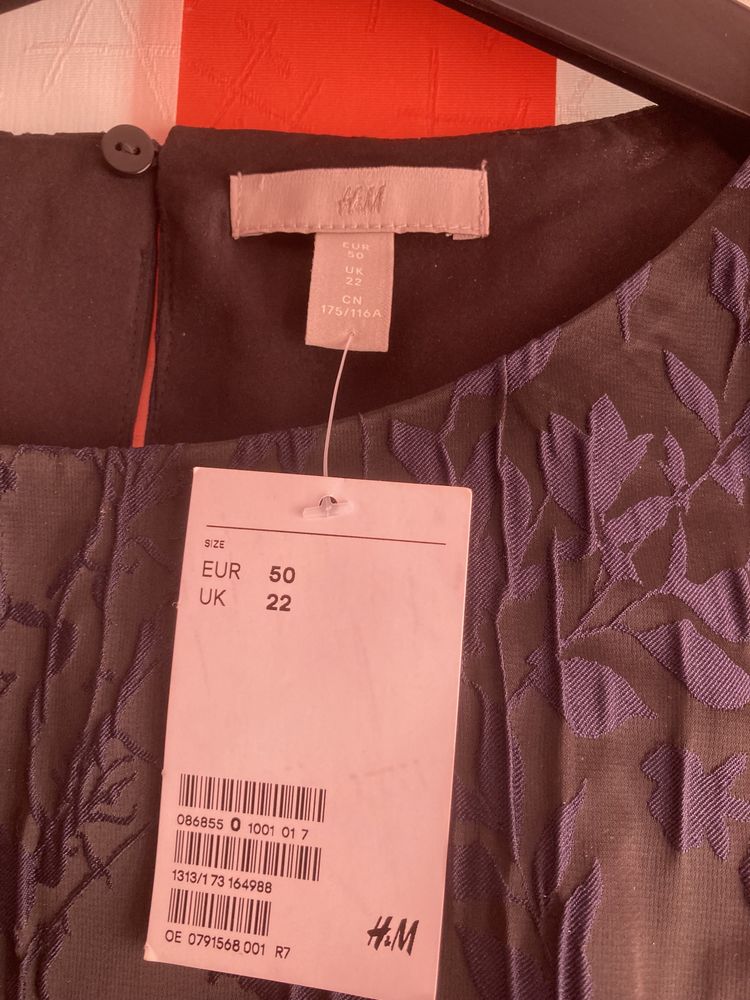 H&M
EUR
50
UK
22
CN
175/116A
SIZE
EUR 50
UK 22
086855 0 1001 01 7
1313/1 73 164988
OE 0791568 001 R7
H&M